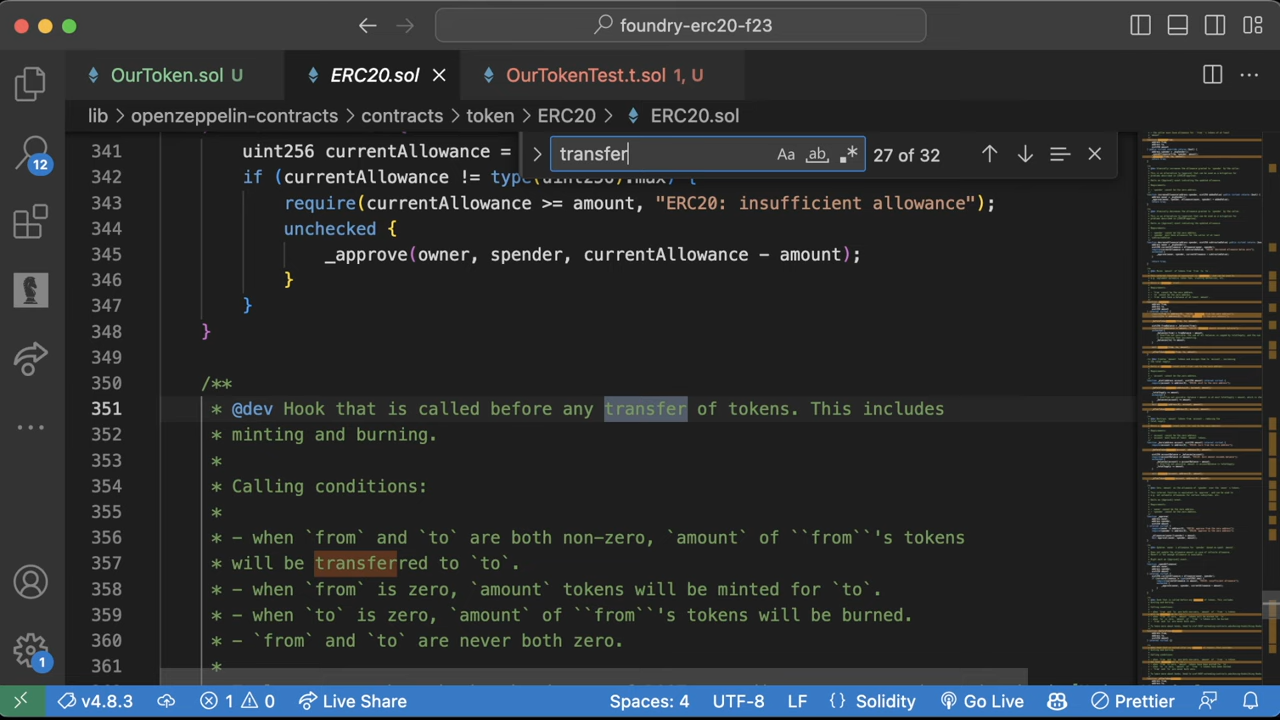 foundry-erc20-f23
OurToken.sol U
ERC20.sol
OurTokenTest.t.sol 1, U
lib > openzeppelin-contracts > contracts > token > ERC20 > ERC20.sol
transfer
Aa ab .* 22 of 32
341 uint256 currentAllowance =
342 if (currentAllowance
343 require(currentAllowance >= amount, "ERC20: insufficient allowance");
344 unchecked {
345 _approve(owner, spender, currentAllowance - amount);
346 }
347 }
348 }
349
350 /**
351 * @dev Hook that is called before any transfer of tokens. This includes
352 * minting and burning.
353 *
354 * Calling conditions:
355 *
356 * - when `from` and `to` are both non-zero, `amount` of ``from``'s tokens
357 * will be transferred to `to`.
358 * - when `from` is zero, `amount` tokens will be minted for `to`.
359 * - when `to` is zero, `amount` of ``from``'s tokens will be burned.
360 * - `from` and `to` are never both zero.
361 *
12
1
v4.8.3
1 0
Live Share
Spaces: 4
UTF-8
LF
{} Solidity
Go Live
Prettier